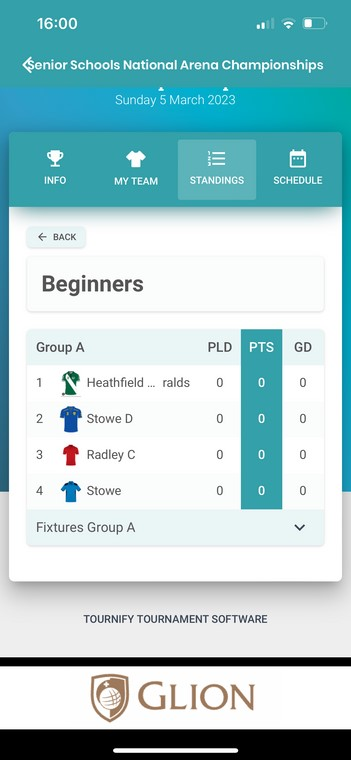 16:00
Senior Schools National Arena Championships
Sunday 5 March 2023
INFO
MY TEAM
STANDINGS
SCHEDULE
BACK
Beginners
Group A PLD PTS GD
1 Heathfield ... ralds 0 0 0
2 Stowe D 0 0 0
3 Radley C 0 0 0
4 Stowe 0 0 0
Fixtures Group A
TOURNIFY TOURNAMENT SOFTWARE
GLION